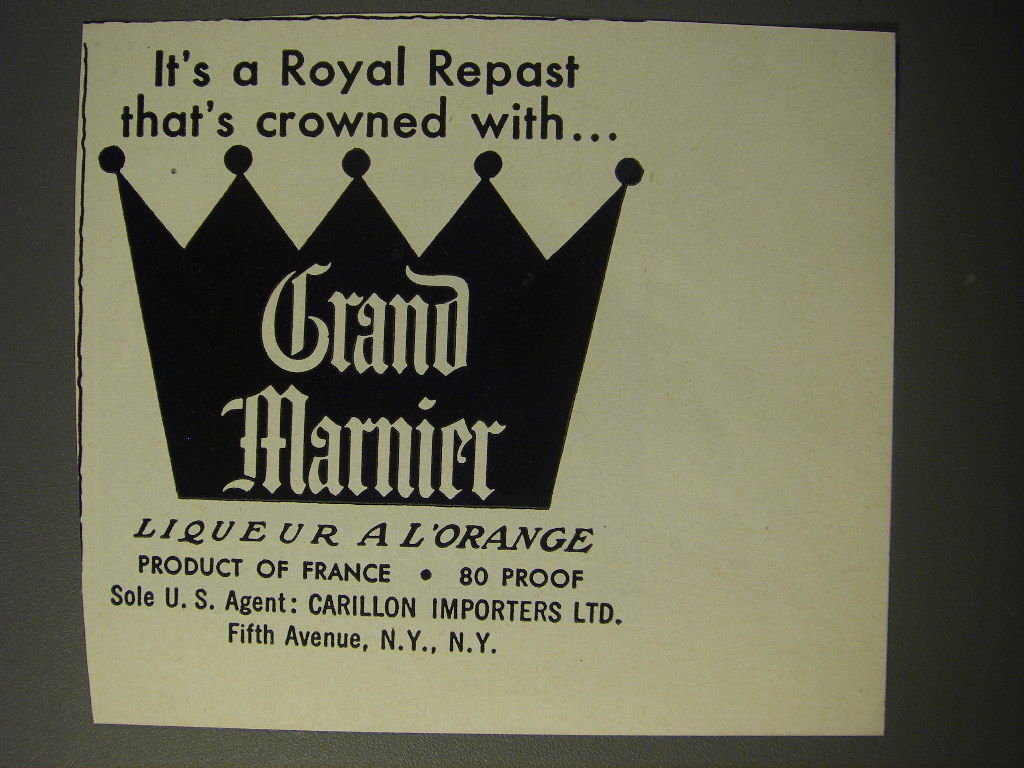 It's a Royal Repast
that's crowned with...
Grand
Marnier
LIQUEUR A L'ORANGE
PRODUCT OF FRANCE • 80 PROOF
Sole U. S. Agent: CARILLON IMPORTERS LTD.
Fifth Avenue, N.Y., N.Y.